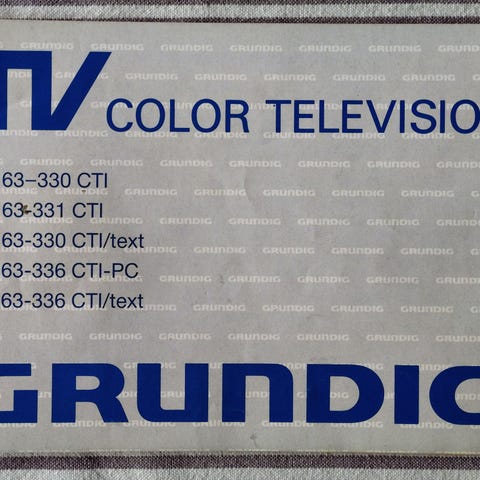 TV COLOR TELEVISIO
63-330 CTI
63-331 CTI
63-330 CTI/text
63-336 CTI-PC
63-336 CTI/text
GRUNDIG